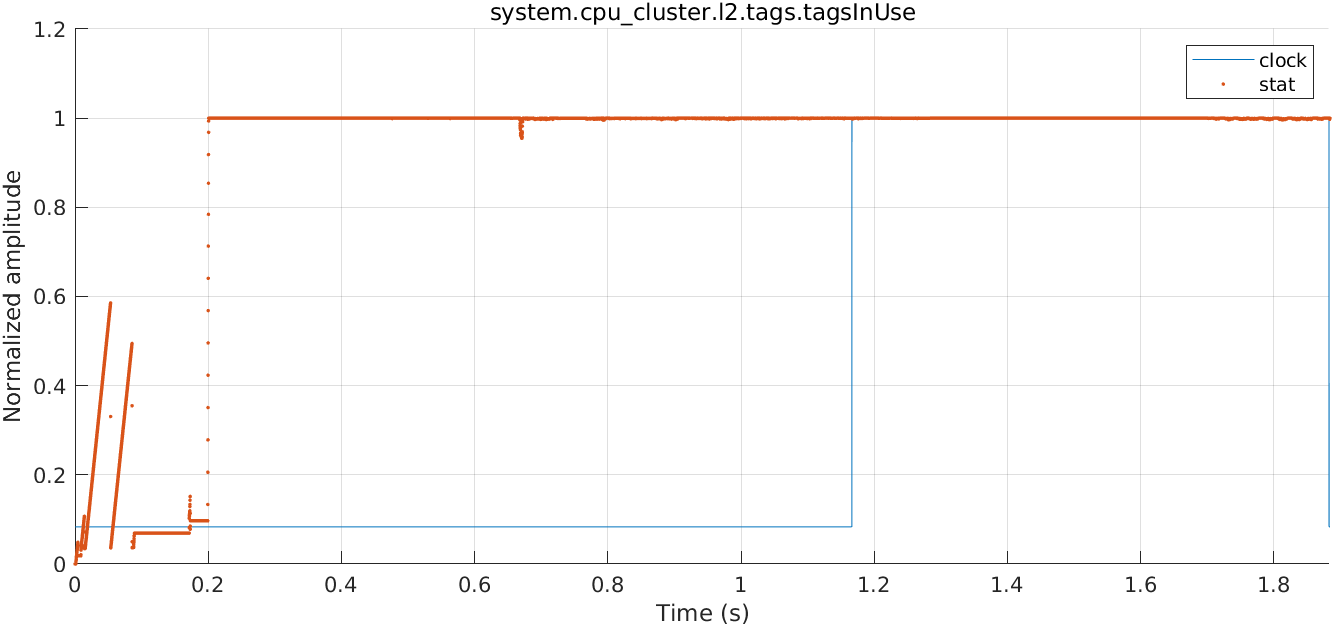 system.cpu_cluster.l2.tags.tagsInUse
clock
stat
Normalized amplitude
1.2
1
0.8
0.6
0.4
0.2
0
0 0.2 0.4 0.6 0.8 1 1.2 1.4 1.6 1.8
Time (s)